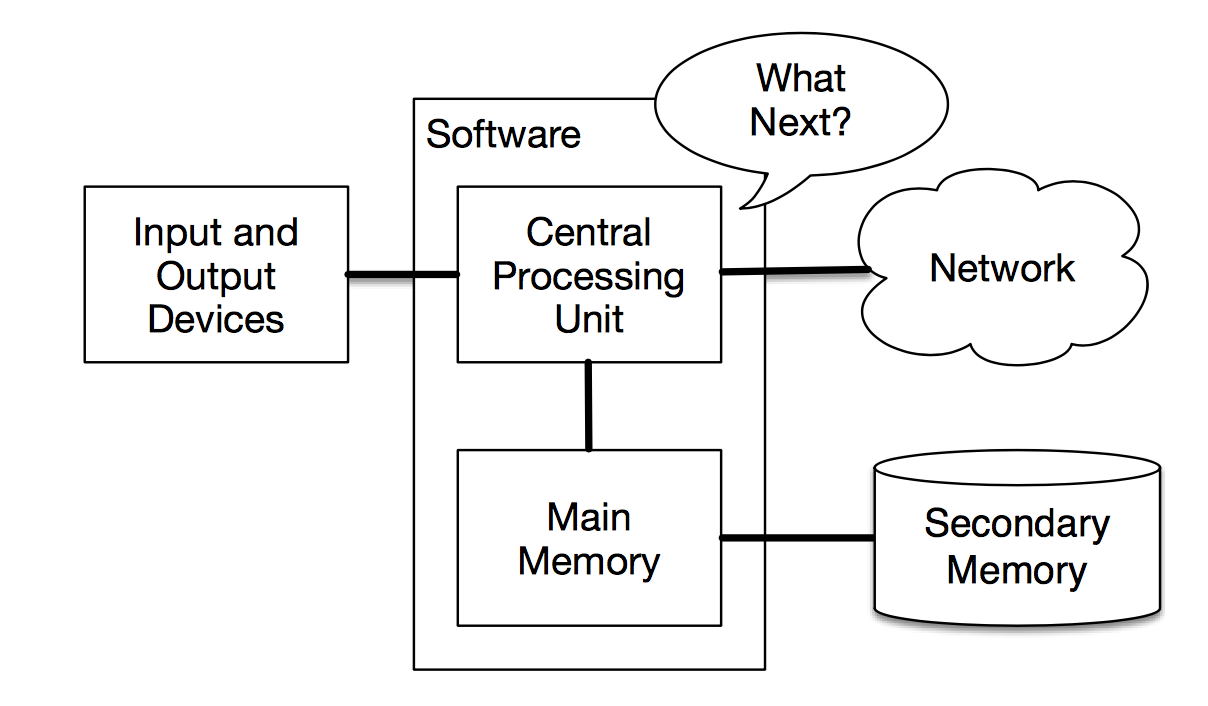 What
Next?
Software
Input and
Output
Devices
Central
Processing
Unit
Network
Main
Memory
Secondary
Memory